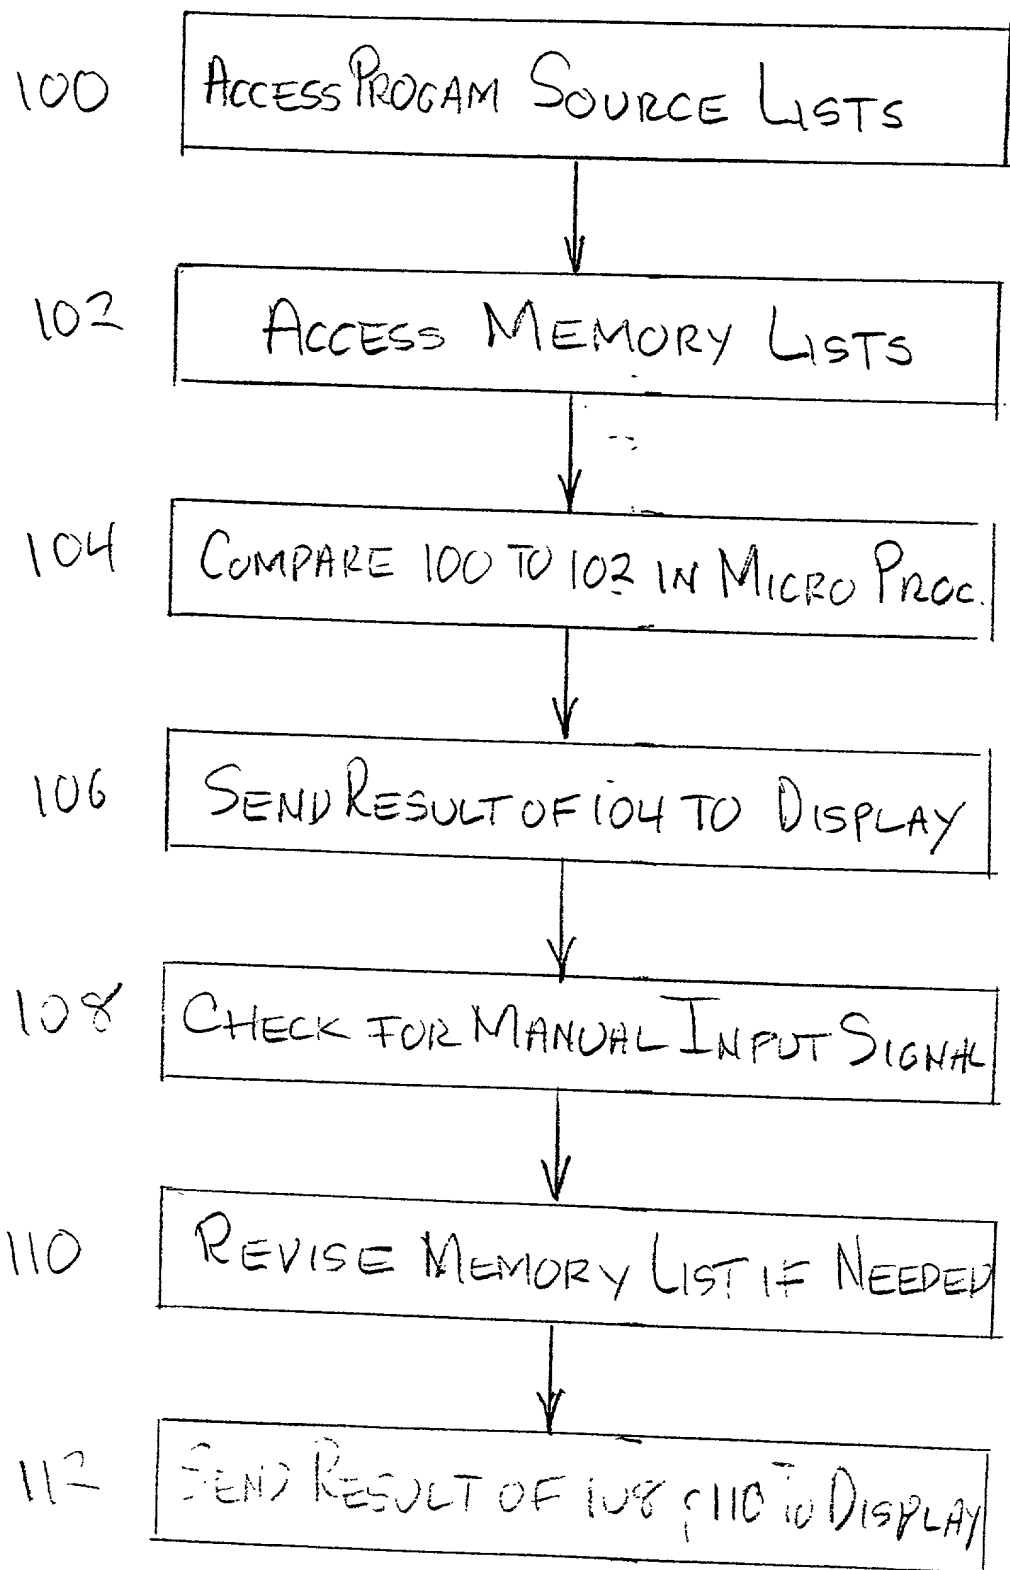 100
ACCESS PROGAM SOURCE LISTS
102
ACCESS MEMORY LISTS
104
COMPARE 100 TO 102 IN MICRO PROC.
106
SEND RESULT OF 104 TO DISPLAY
108
CHECK FOR MANUAL INPUT SIGNAL
110
REVISE MEMORY LIST IF NEEDED
112
SEND RESULT OF 108 & 110 TO DISPLAY